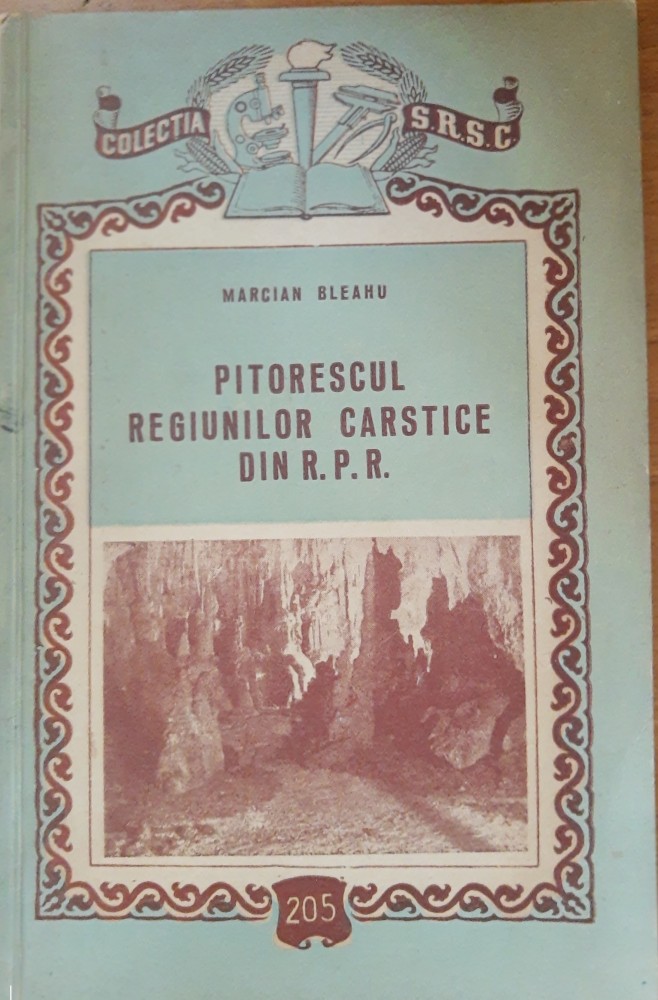 COLECTIA S.R.S.C.
MARCIAN BLEAHU
PITORESCUL
REGIUNILOR CARSTICE
DIN R.P.R.
205